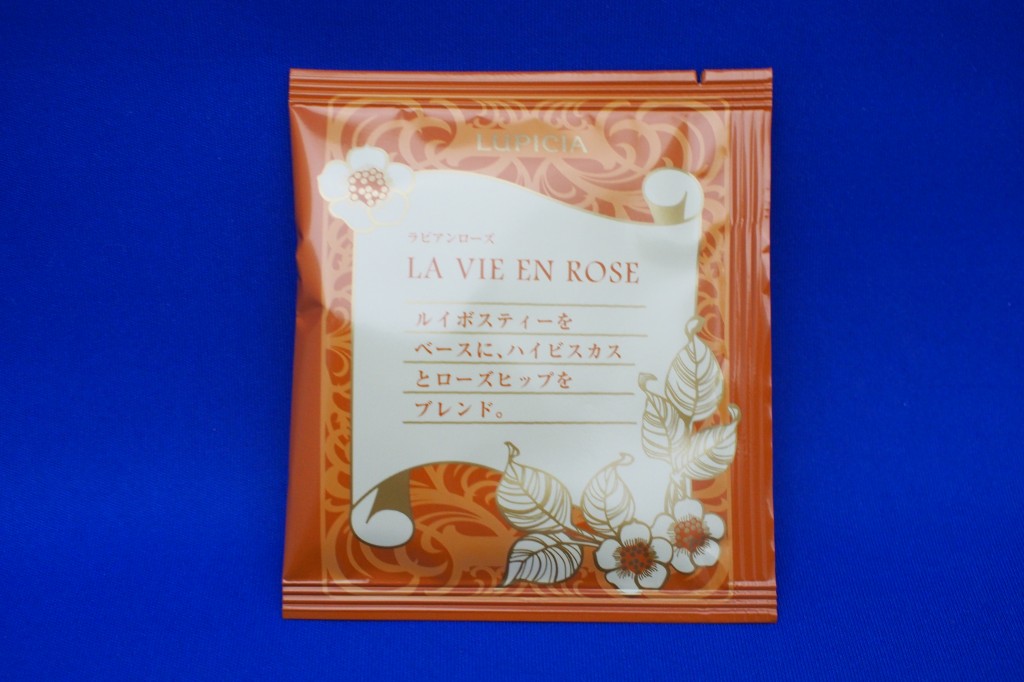 LUPICIA
ラビアンローズ
LA VIE EN ROSE
ルイボスティーを
ベースに、ハイビスカス
とローズヒップを
ブレンド。